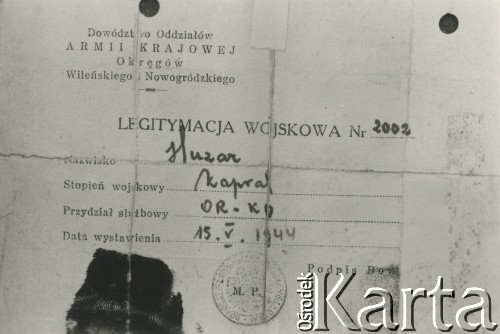 Dowództwo Oddziałów
ARMII KRAJOWEJ
Okręgów
Wileńskiego i Nowogródzkiego
LEGITYMACJA WOJSKOWA Nr 2002
Nazwisko Huzar
Stopień wojskowy Kapral
Przydział służbowy OR-KD
Data wystawienia 15.V.1944
Podpis
M. P.
Ośrodek
Karta